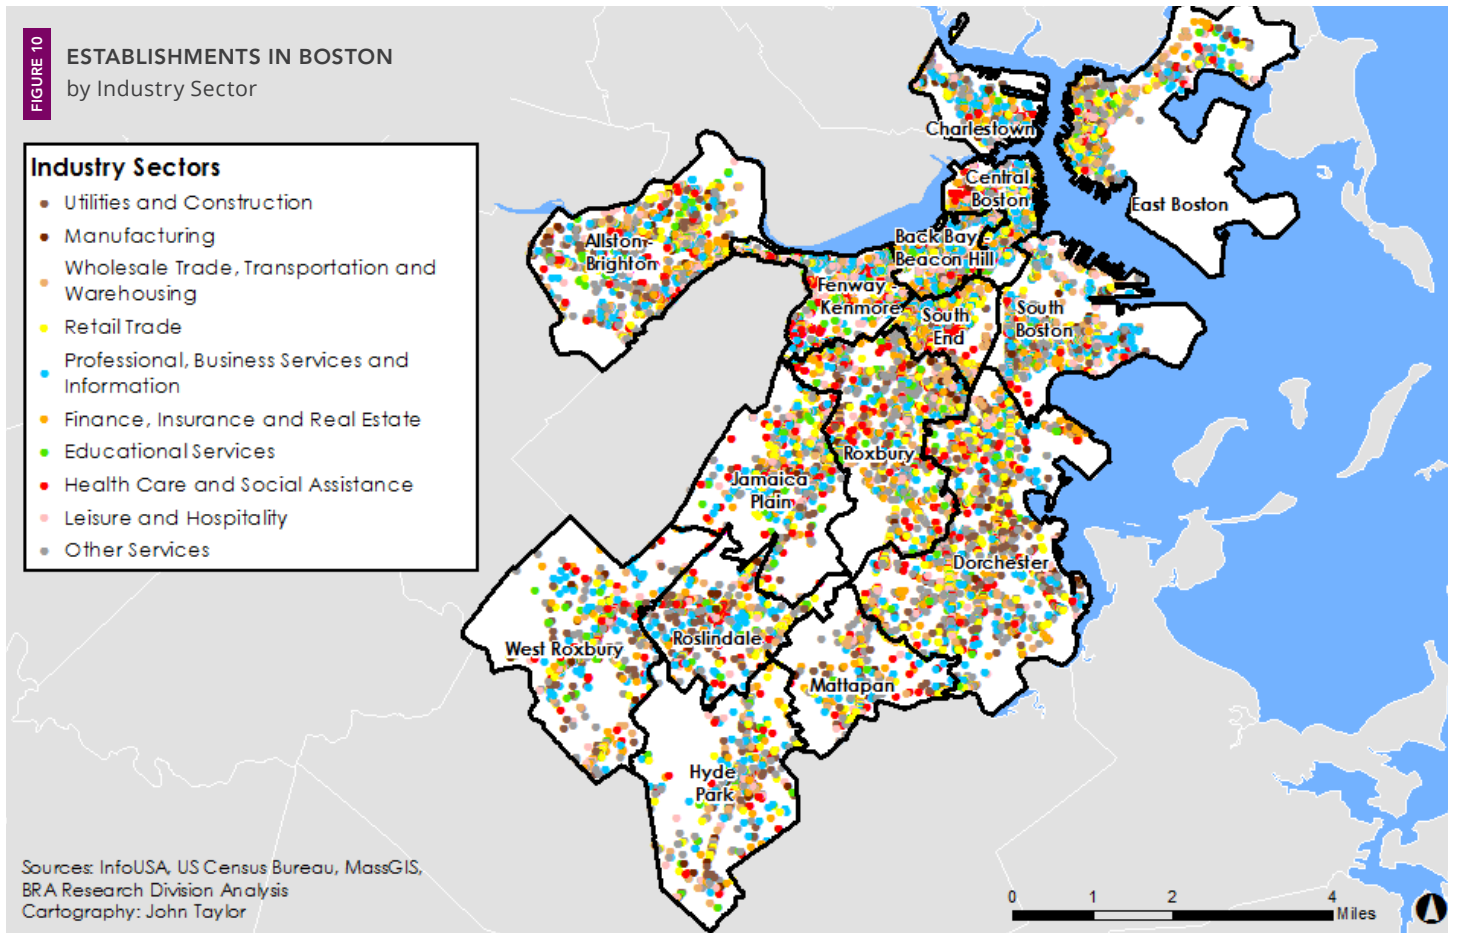 FIGURE 10
ESTABLISHMENTS IN BOSTON
by Industry Sector
Industry Sectors
Utilities and Construction
Manufacturing
Wholesale Trade, Transportation and
Warehousing
Retail Trade
Professional, Business Services and
Information
Finance, Insurance and Real Estate
Educational Services
Health Care and Social Assistance
Leisure and Hospitality
Other Services
Charlestown
Central
Boston
East Boston
Allston -
Brighton
Back Bay -
Beacon Hill
Fenway -
Kenmore
South
End
South
Boston
Roxbury
Jamaica
Plain
Dorchester
West Roxbury
Roslindale
Mattapan
Hyde
Park
Sources: InfoUSA, US Census Bureau, MassGIS,
BRA Research Division Analysis
Cartography: John Taylor
0 1 2 4
Miles